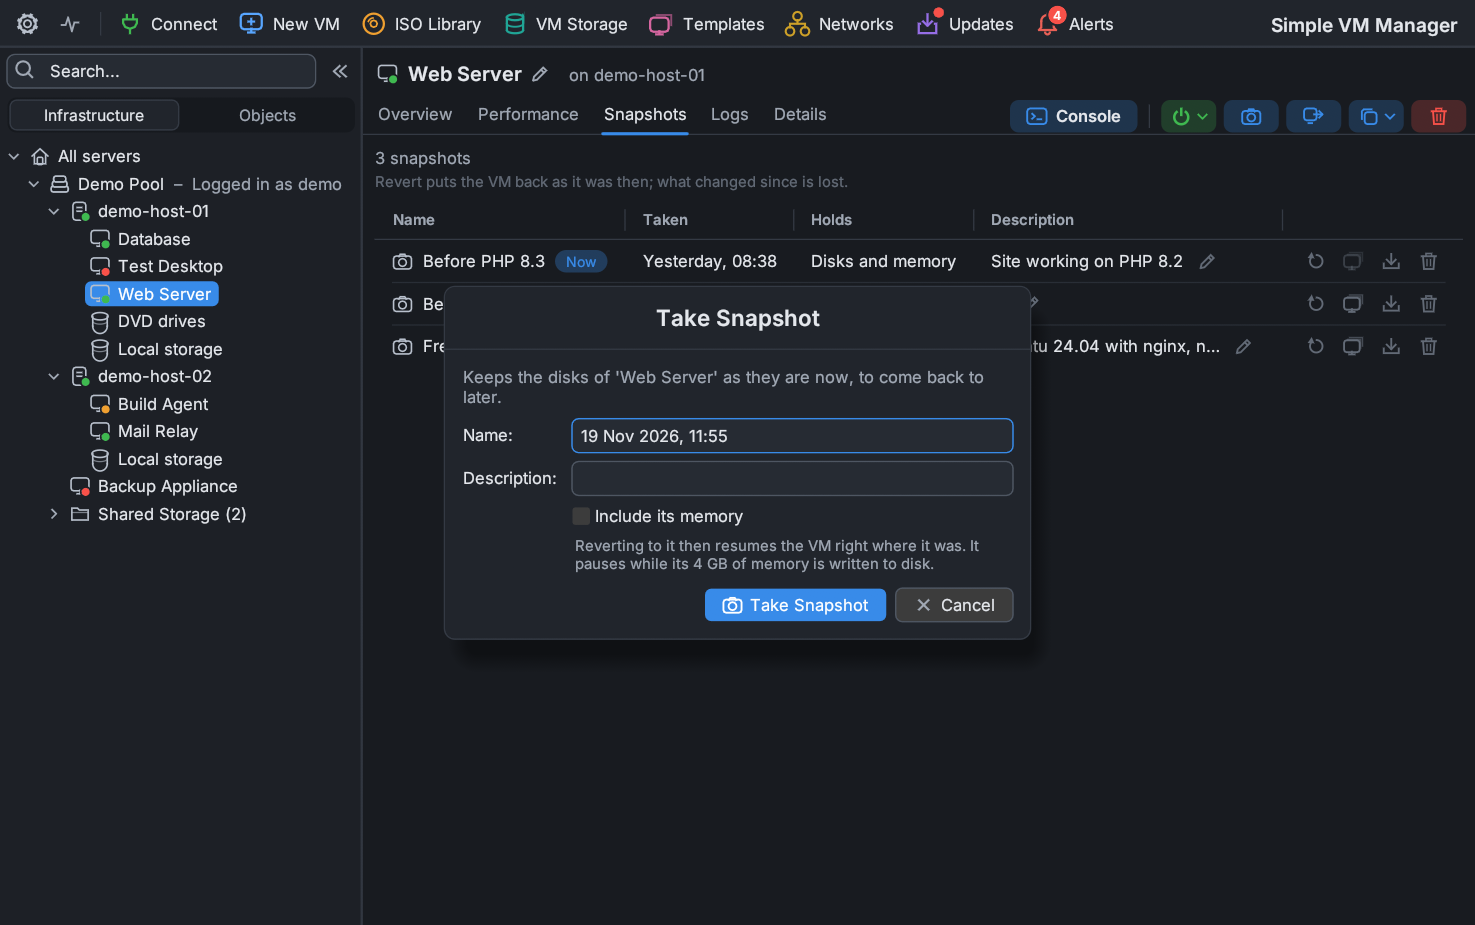 Connect
New VM
ISO Library
VM Storage
Templates
Networks
Updates
4
Alerts
Simple VM Manager
Search...
Infrastructure
Objects
All servers
Demo Pool – Logged in as demo
demo-host-01
Database
Test Desktop
Web Server
DVD drives
Local storage
demo-host-02
Build Agent
Mail Relay
Local storage
Backup Appliance
Shared Storage (2)
Web Server
on demo-host-01
Overview
Performance
Snapshots
Logs
Details
Console
3 snapshots
Revert puts the VM back as it was then; what changed since is lost.
Name
Taken
Holds
Description
Before PHP 8.3
Now
Yesterday, 08:38
Disks and memory
Site working on PHP 8.2
Be
Fre
tu 24.04 with nginx, n...
Take Snapshot
Keeps the disks of 'Web Server' as they are now, to come back to
later.
Name:
19 Nov 2026, 11:55
Description:
Include its memory
Reverting to it then resumes the VM right where it was. It
pauses while its 4 GB of memory is written to disk.
Take Snapshot
Cancel